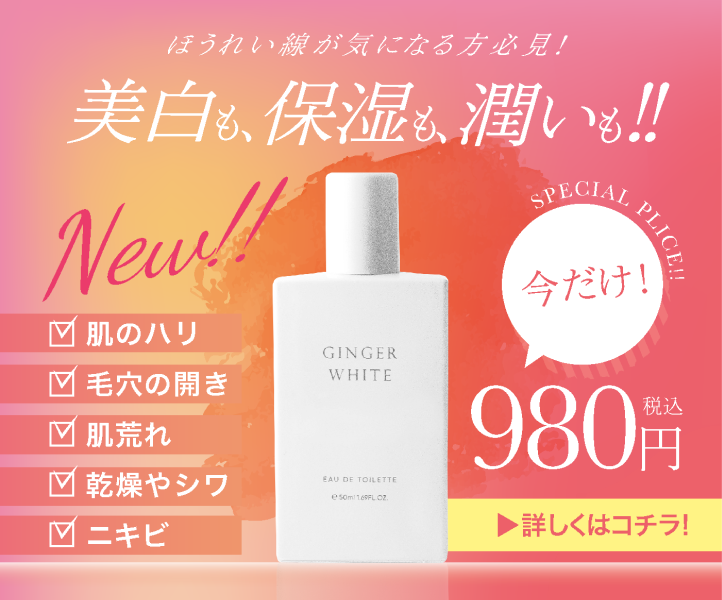 ほうれい線が気になる方必見！
美白も、保湿も、潤いも!!
New!!
SPECIAL PLICE!!
今だけ！
肌のハリ
毛穴の開き
肌荒れ
乾燥やシワ
ニキビ
GINGER
WHITE
EAU DE TOILETTE
℮50ml 1.69FL.OZ.
980円
税込
▶詳しくはコチラ!